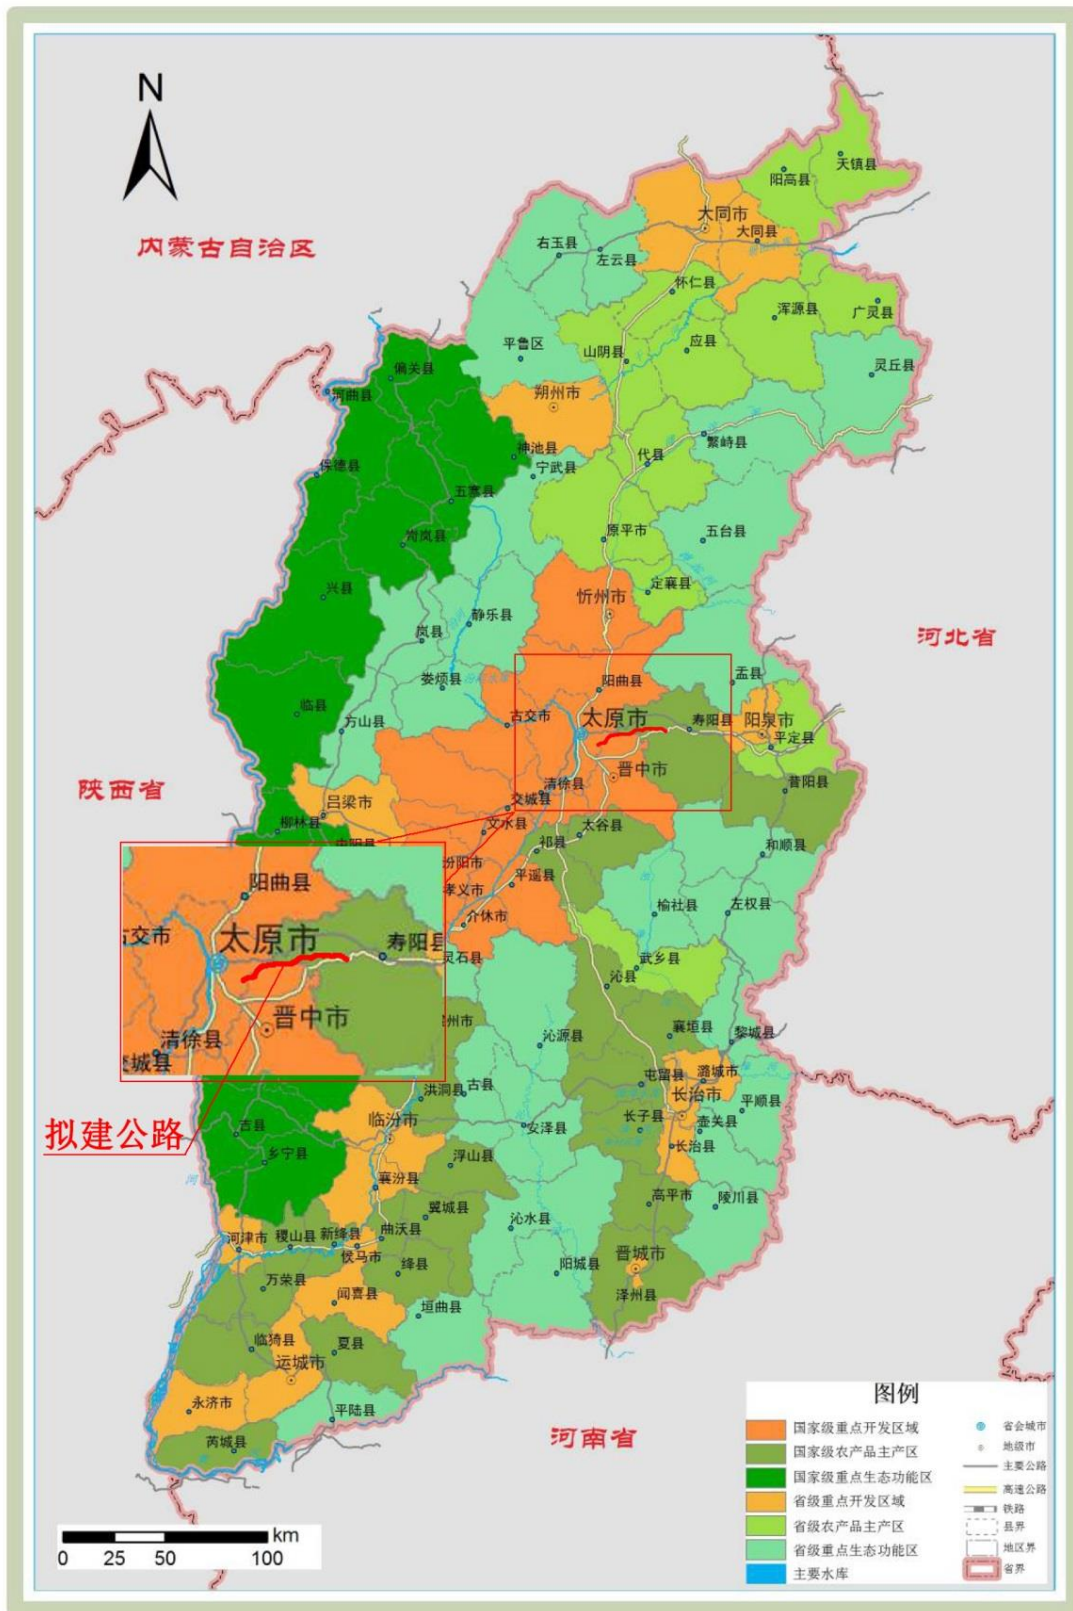 N
内蒙古自治区
天镇县
阳高县
大同市
大同县
右玉县
左云县
怀仁县
浑源县
广灵县
平鲁区
山阴县
应县
灵丘县
偏关县
河曲县
朔州市
神池县
宁武县
代县
繁峙县
保德县
五寨县
岢岚县
原平市
五台县
定襄县
兴县
忻州市
静乐县
岚县
河北省
娄烦县
阳曲县
盂县
临县
方山县
古交市
太原市
寿阳县
阳泉市
平定县
陕西省
晋中市
清徐县
昔阳县
吕梁市
交城县
柳林县
文水县
太谷县
祁县
和顺县
汾阳市
孝义市
平遥县
介休市
榆社县
左权县
阳曲县
古交市
太原市
寿阳县
晋中市
清徐县
交城县
灵石县
武乡县
沁县
沁源县
襄垣县
黎城县
拟建公路
洪洞县
古县
屯留县
潞城市
吉县
临汾市
安泽县
长子县
长治市
平顺县
壶关县
乡宁县
浮山县
长治县
襄汾县
高平市
陵川县
翼城县
沁水县
河津市
稷山县
新绛县
曲沃县
侯马市
晋城市
万荣县
绛县
阳城县
闻喜县
垣曲县
泽州县
临猗县
夏县
运城市
永济市
平陆县
芮城县
河南省
图例
国家级重点开发区域
国家级农产品主产区
国家级重点生态功能区
省级重点开发区域
省级农产品主产区
省级重点生态功能区
主要水库
省会城市
地级市
主要公路
高速公路
铁路
县界
地区界
省界
km
0 25 50 100